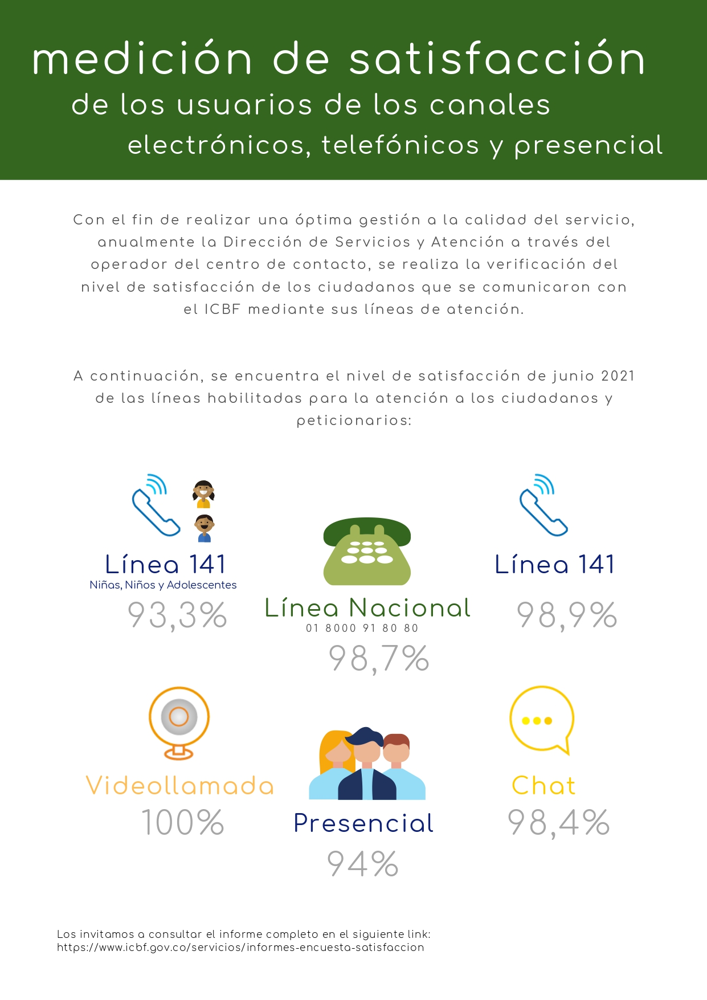 medición de satisfacción
de los usuarios de los canales
electrónicos, telefónicos y presencial
Con el fin de realizar una óptima gestión a la calidad del servicio,
anualmente la Dirección de Servicios y Atención a través del
operador del centro de contacto, se realiza la verificación del
nivel de satisfacción de los ciudadanos que se comunicaron con
el ICBF mediante sus líneas de atención.
A continuación, se encuentra el nivel de satisfacción de junio 2021
de las líneas habilitadas para la atención a los ciudadanos y
peticionarios:
Línea 141
Niñas, Niños y Adolescentes
93,3%
Línea Nacional
01 8000 91 80 80
98,7%
Línea 141
98,9%
Videollamada
100%
Presencial
94%
Chat
98,4%
Los invitamos a consultar el informe completo en el siguiente link:
https://www.icbf.gov.co/servicios/informes-encuesta-satisfaccion